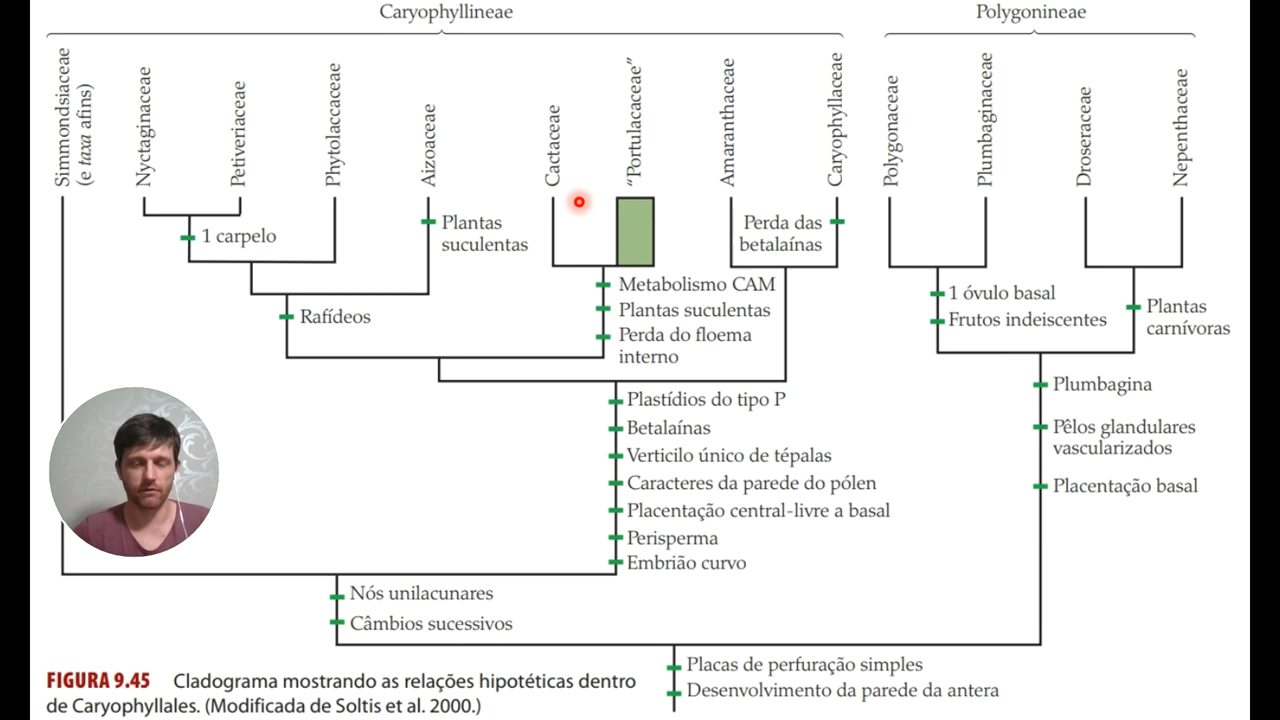 Caryophyllineae
Polygonineae
Simmondsiaceae
(e taxa afins)
Nyctaginaceae
Petiveriaceae
Phytolaccaceae
Aizoaceae
Cactaceae
“Portulacaceae”
Amaranthaceae
Caryophyllaceae
Polygonaceae
Plumbaginaceae
Droseraceae
Nepenthaceae
1 carpelo
Plantas
suculentas
Perda das
betalaínas
Rafídeos
Metabolismo CAM
Plantas suculentas
Perda do floema
interno
1 óvulo basal
Frutos indeiscentes
Plantas
carnívoras
Plastídios do tipo P
Betalaínas
Verticilo único de tépalas
Caracteres da parede do pólen
Placentação central-livre a basal
Perisperma
Embrião curvo
Plumbagina
Pêlos glandulares
vascularizados
Placentação basal
Nós unilacunares
Câmbios sucessivos
Placas de perfuração simples
Desenvolvimento da parede da antera
FIGURA 9.45 Cladograma mostrando as relações hipotéticas dentro
de Caryophyllales. (Modificada de Soltis et al. 2000.)